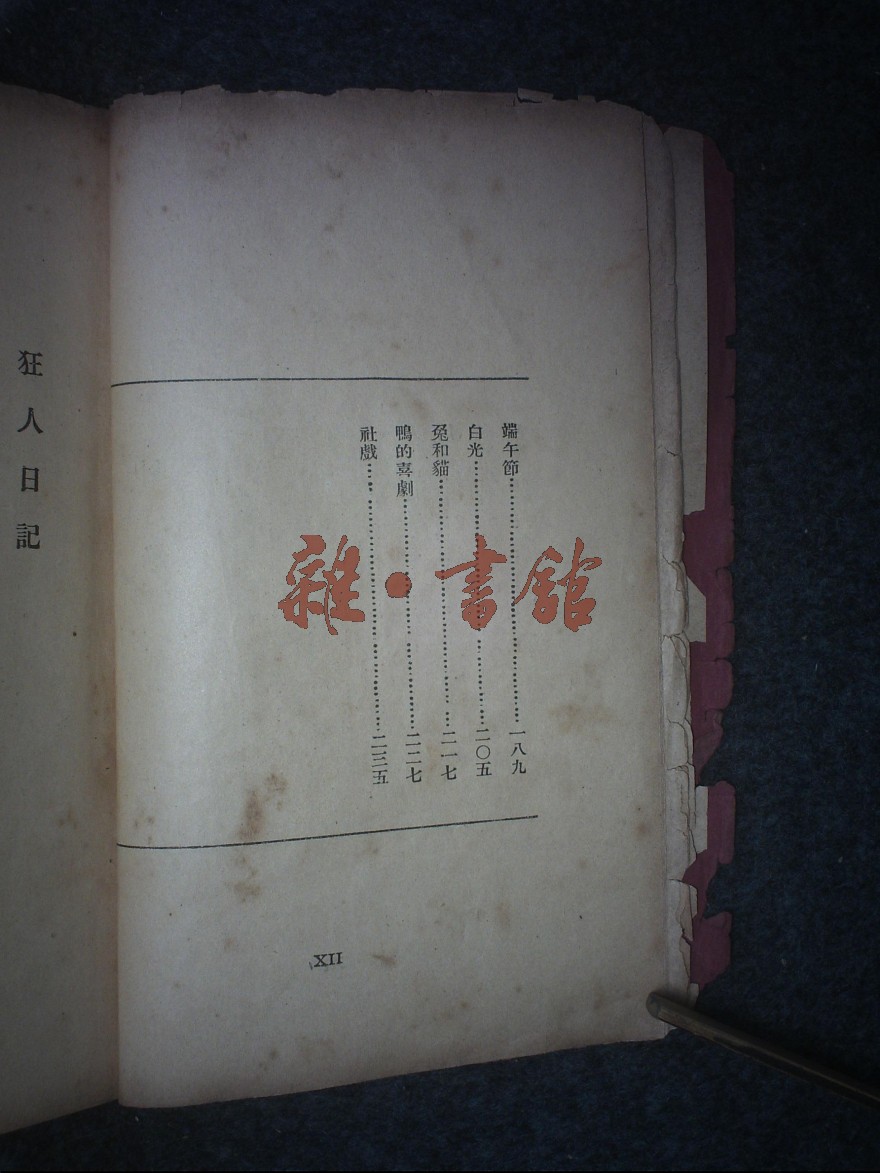 端午節……一八九
白光……二〇五
兔和貓……二一七
鴨的喜劇……二二七
社戲……二三五
XII
狂人日記
雜·書館